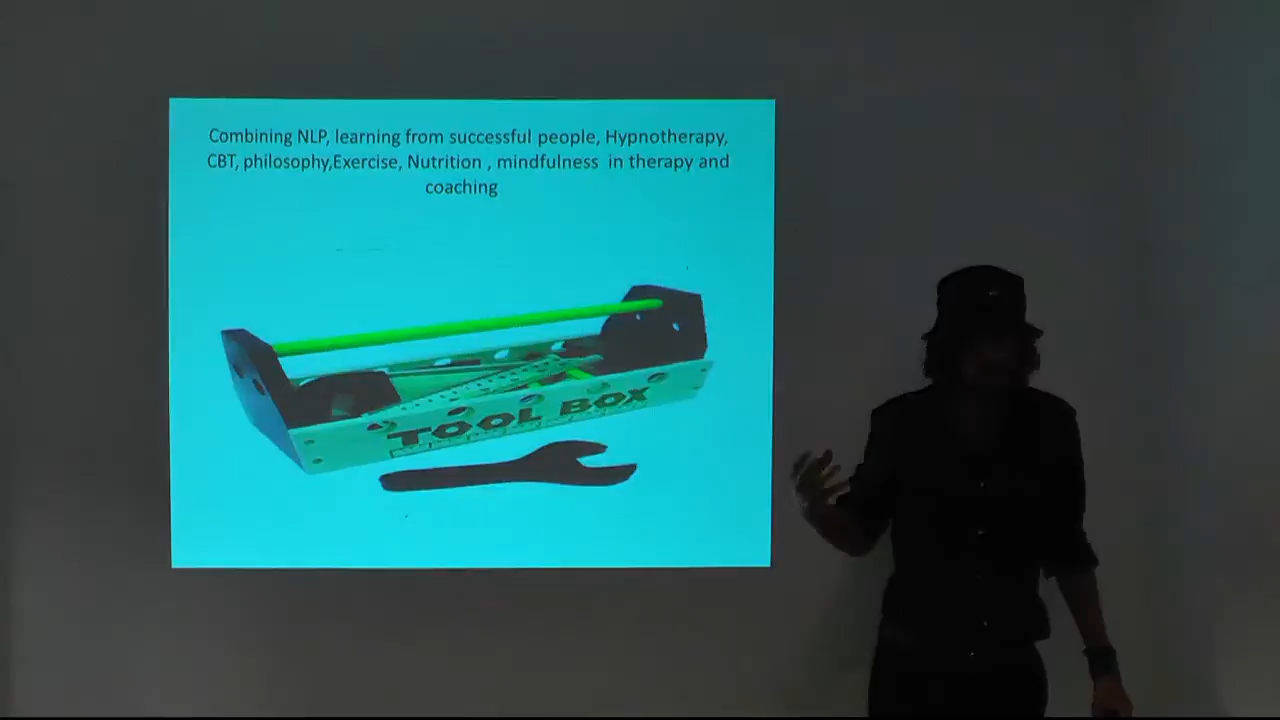 Combining NLP, learning from successful people, Hypnotherapy,
CBT, philosophy,Exercise, Nutrition , mindfulness  in therapy and
coaching
TOOL BOX